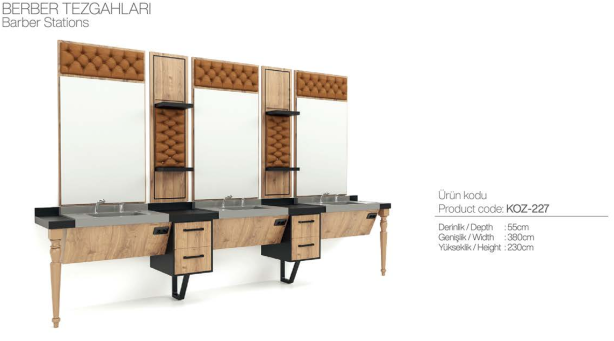 BERBER TEZGAHLARI
Barber Stations
Ürün kodu
Product code: KOZ-227
Derinlik / Depth : 55cm
Genişlik / Width : 380cm
Yükseklik / Height : 230cm